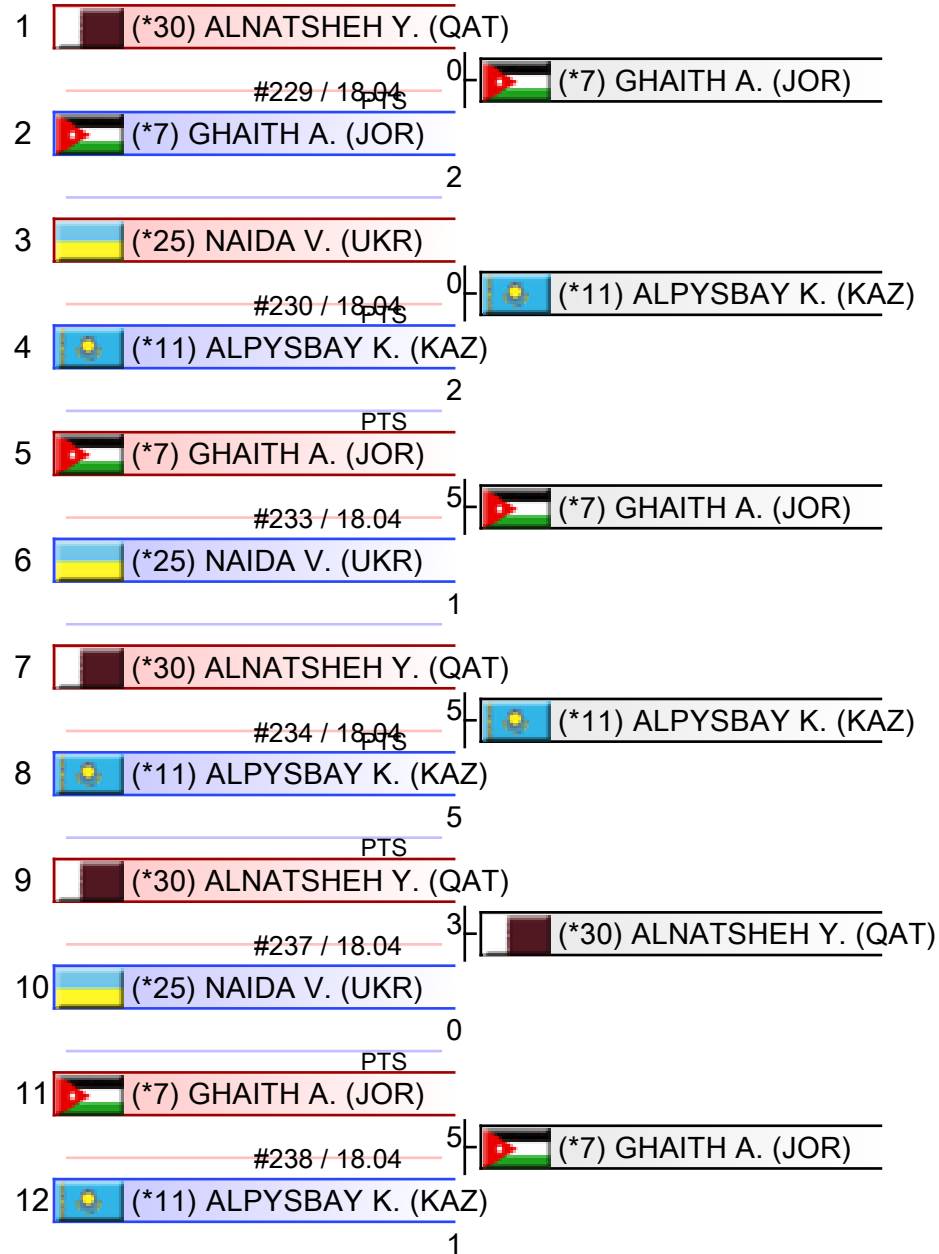 1 (*30) ALNATSHEH Y. (QAT)
0 (*7) GHAITH A. (JOR)
#229 / 18.04
PTS
2 (*7) GHAITH A. (JOR)
2
3 (*25) NAIDA V. (UKR)
0 (*11) ALPYSBAY K. (KAZ)
#230 / 18.04
PTS
4 (*11) ALPYSBAY K. (KAZ)
2
PTS
5 (*7) GHAITH A. (JOR)
5 (*7) GHAITH A. (JOR)
#233 / 18.04
6 (*25) NAIDA V. (UKR)
1
7 (*30) ALNATSHEH Y. (QAT)
5 (*11) ALPYSBAY K. (KAZ)
#234 / 18.04
PTS
8 (*11) ALPYSBAY K. (KAZ)
5
PTS
9 (*30) ALNATSHEH Y. (QAT)
3 (*30) ALNATSHEH Y. (QAT)
#237 / 18.04
10 (*25) NAIDA V. (UKR)
0
PTS
11 (*7) GHAITH A. (JOR)
5 (*7) GHAITH A. (JOR)
#238 / 18.04
12 (*11) ALPYSBAY K. (KAZ)
1